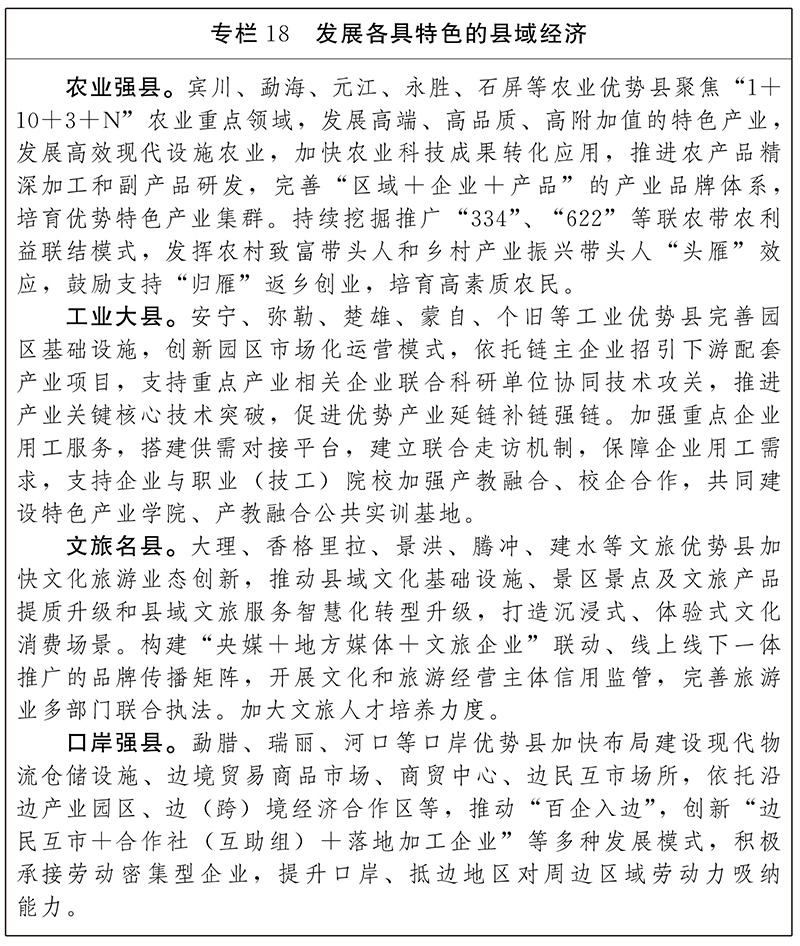 专栏18 发展各具特色的县域经济
农业强县。宾川、勐海、元江、永胜、石屏等农业优势县聚焦“1＋
10＋3＋N”农业重点领域，发展高端、高品质、高附加值的特色产业，
发展高效现代设施农业，加快农业科技成果转化应用，推进农产品精
深加工和副产品研发，完善“区域＋企业＋产品”的产业品牌体系，
培育优势特色产业集群。持续挖掘推广“334”、“622”等联农带农利
益联结模式，发挥农村致富带头人和乡村产业振兴带头人“头雁”效
应，鼓励支持“归雁”返乡创业，培育高素质农民。
工业大县。安宁、弥勒、楚雄、蒙自、个旧等工业优势县完善园
区基础设施，创新园区市场化运营模式，依托链主企业招引下游配套
产业项目，支持重点产业相关企业联合科研单位协同技术攻关，推进
产业关键核心技术突破，促进优势产业延链补链强链。加强重点企业
用工服务，搭建供需对接平台，建立联合走访机制，保障企业用工需
求，支持企业与职业（技工）院校加强产教融合、校企合作，共同建
设特色产业学院、产教融合公共实训基地。
文旅名县。大理、香格里拉、景洪、腾冲、建水等文旅优势县加
快文化旅游业态创新，推动县域文化基础设施、景区景点及文旅产品
提质升级和县域文旅服务智慧化转型升级，打造沉浸式、体验式文化
消费场景。构建“央媒＋地方媒体＋文旅企业”联动、线上线下一体
推广的品牌传播矩阵，开展文化和旅游经营主体信用监管，完善旅游
业多部门联合执法。加大文旅人才培养力度。
口岸强县。勐腊、瑞丽、河口等口岸优势县加快布局建设现代物
流仓储设施、边境贸易商品市场、商贸中心、边民互市场所，依托沿
边产业园区、边（跨）境经济合作区等，推动“百企入边”，创新“边
民互市＋合作社（互助组）＋落地加工企业”等多种发展模式，积极
承接劳动密集型企业，提升口岸、抵边地区对周边区域劳动力吸纳
能力。